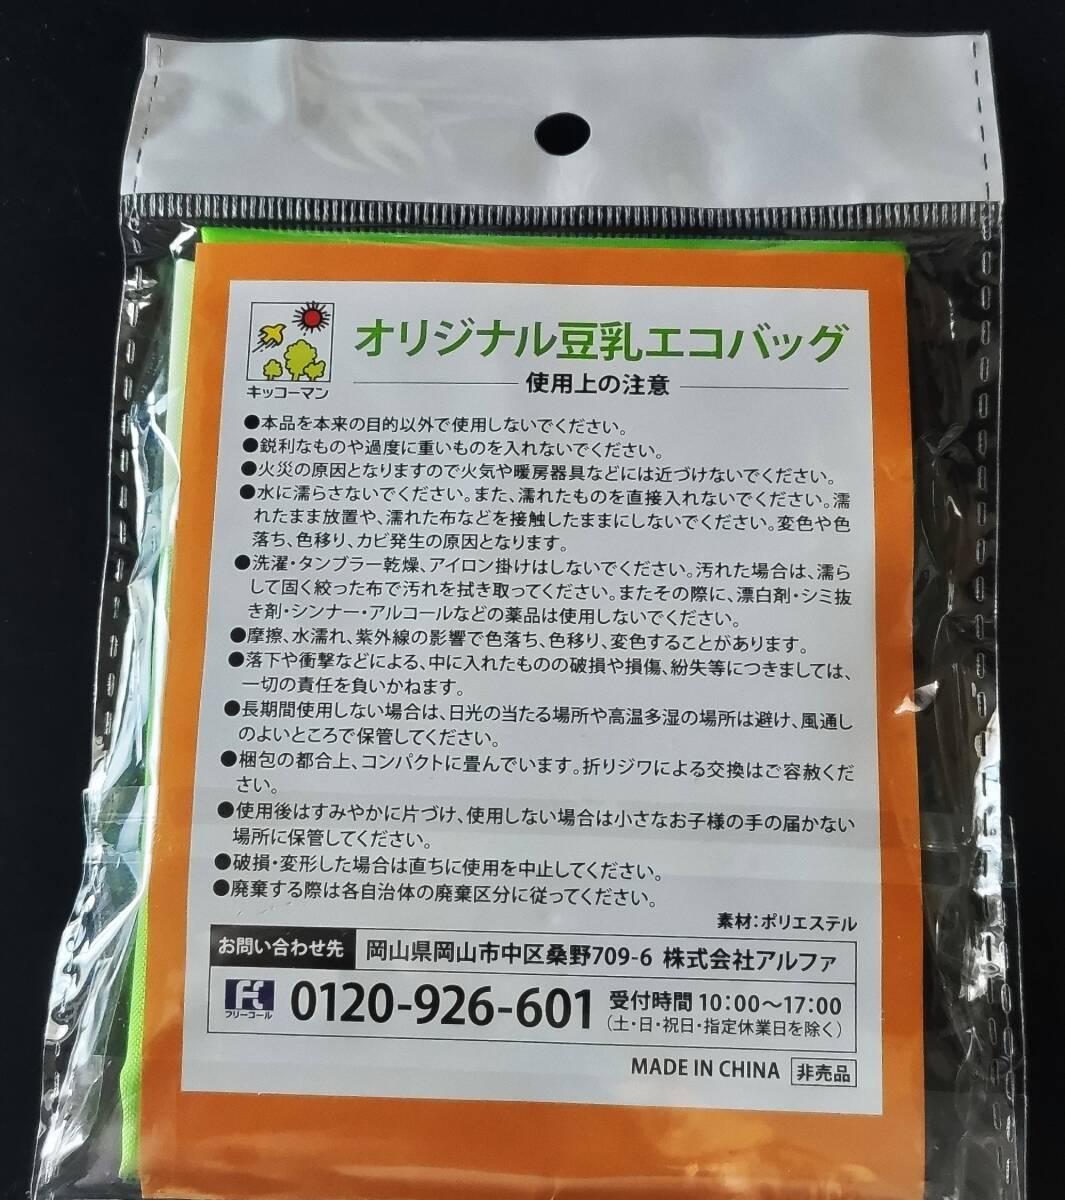 キッコーマン
オリジナル豆乳エコバッグ
使用上の注意
●本品を本来の目的以外で使用しないでください。
●鋭利なものや過度に重いものを入れないでください。
●火災の原因となりますので火気や暖房器具などには近づけないでください。
●水に濡らさないでください。また、濡れたものを直接入れないでください。濡
れたまま放置や、濡れた布などを接触したままにしないでください。変色や色
落ち、色移り、カビ発生の原因となります。
●洗濯・タンブラー乾燥、アイロン掛けはしないでください。汚れた場合は、濡ら
して固く絞った布で汚れを拭き取ってください。またその際に、漂白剤・シミ抜
き剤・シンナー・アルコールなどの薬品は使用しないでください。
●摩擦、水濡れ、紫外線の影響で色落ち、色移り、変色することがあります。
●落下や衝撃などによる、中に入れたものの破損や損傷、紛失等につきましては、
一切の責任を負いかねます。
●長期間使用しない場合は、日光の当たる場所や高温多湿の場所は避け、風通し
のよいところで保管してください。
●梱包の都合上、コンパクトに畳んでいます。折りジワによる交換はご容赦くだ
さい。
●使用後はすみやかに片づけ、使用しない場合は小さなお子様の手の届かない
場所に保管してください。
●破損・変形した場合は直ちに使用を中止してください。
●廃棄する際は各自治体の廃棄区分に従ってください。
素材：ポリエステル
お問い合わせ先 岡山県岡山市中区桑野709-6 株式会社アルファ
フリーコール 0120-926-601 受付時間 10：00～17：00
（土・日・祝日・指定休業日を除く）
MADE IN CHINA 非売品